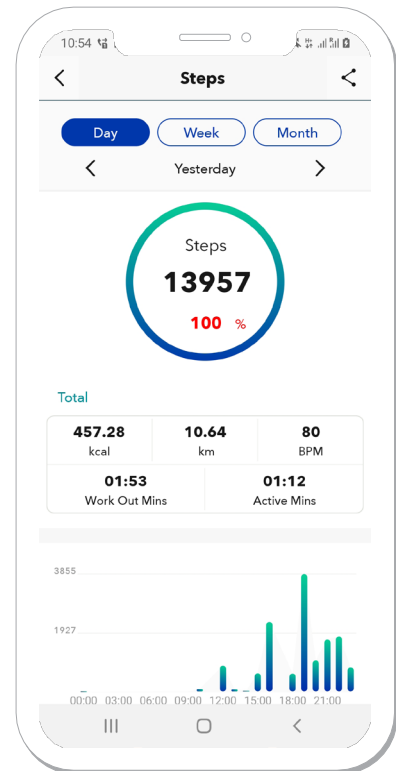 10:54
Steps
Day Week Month
Yesterday
Steps
13957
100 %
Total
457.28 10.64 80
kcal km BPM
01:53 01:12
Work Out Mins Active Mins
3855
1927
00:00 03:00 06:00 09:00 12:00 15:00 18:00 21:00